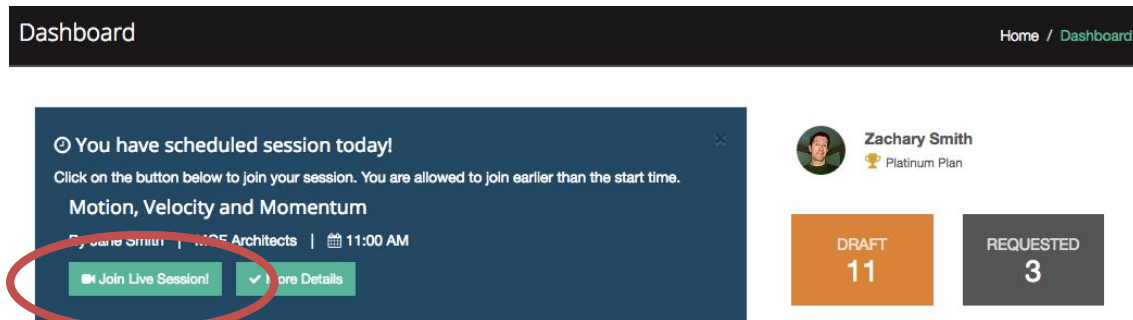 Dashboard
Home / Dashboard
You have scheduled session today!
Click on the button below to join your session. You are allowed to join earlier than the start time.
Motion, Velocity and Momentum
By Jane Smith | Architects | 11:00 AM
Join Live Session!
More Details
Zachary Smith
Platinum Plan
DRAFT
11
REQUESTED
3